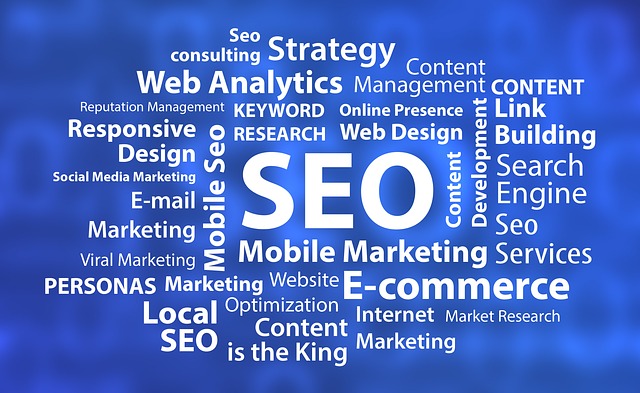 Seo
consulting
Strategy
Content
Management
Web Analytics
CONTENT
Reputation Management
KEYWORD
RESEARCH
Online Presence
Web Design
Link
Building
Responsive
Design
Social Media Marketing
Mobile Seo
SEO
Content
Development
Search
Engine
Seo
Services
E-mail
Marketing
Viral Marketing
Mobile Marketing
PERSONAS
Marketing
Website
Optimization
E-commerce
Local
SEO
Content
is the King
Internet
Marketing
Market Research